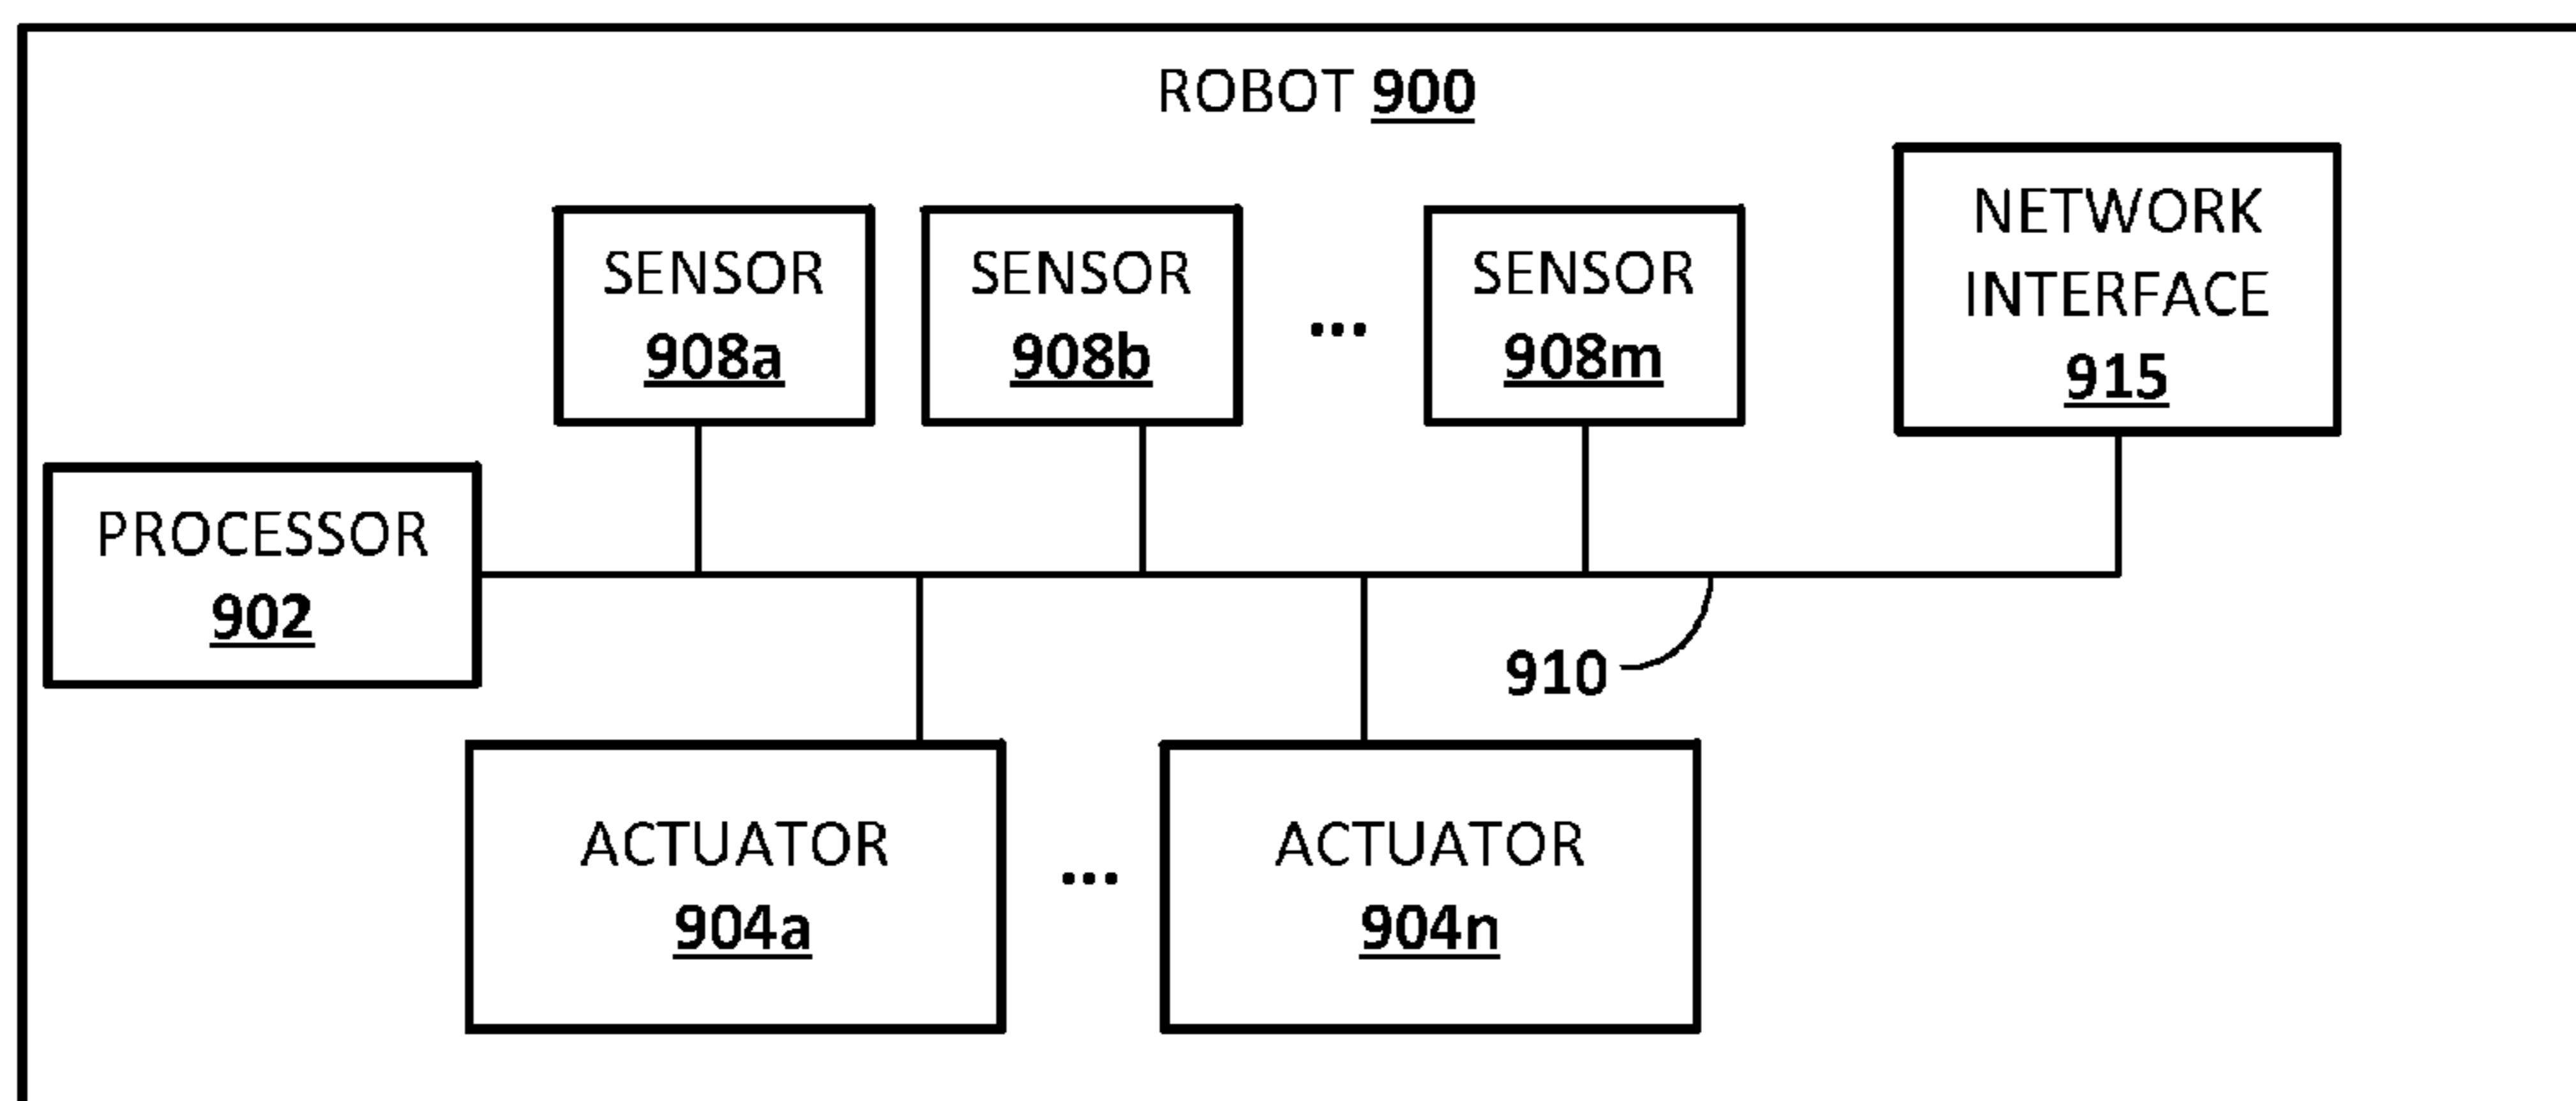 ROBOT 900
SENSOR
908a
SENSOR
908b
...
SENSOR
908m
NETWORK
INTERFACE
915
PROCESSOR
902
910
ACTUATOR
904a
...
ACTUATOR
904n